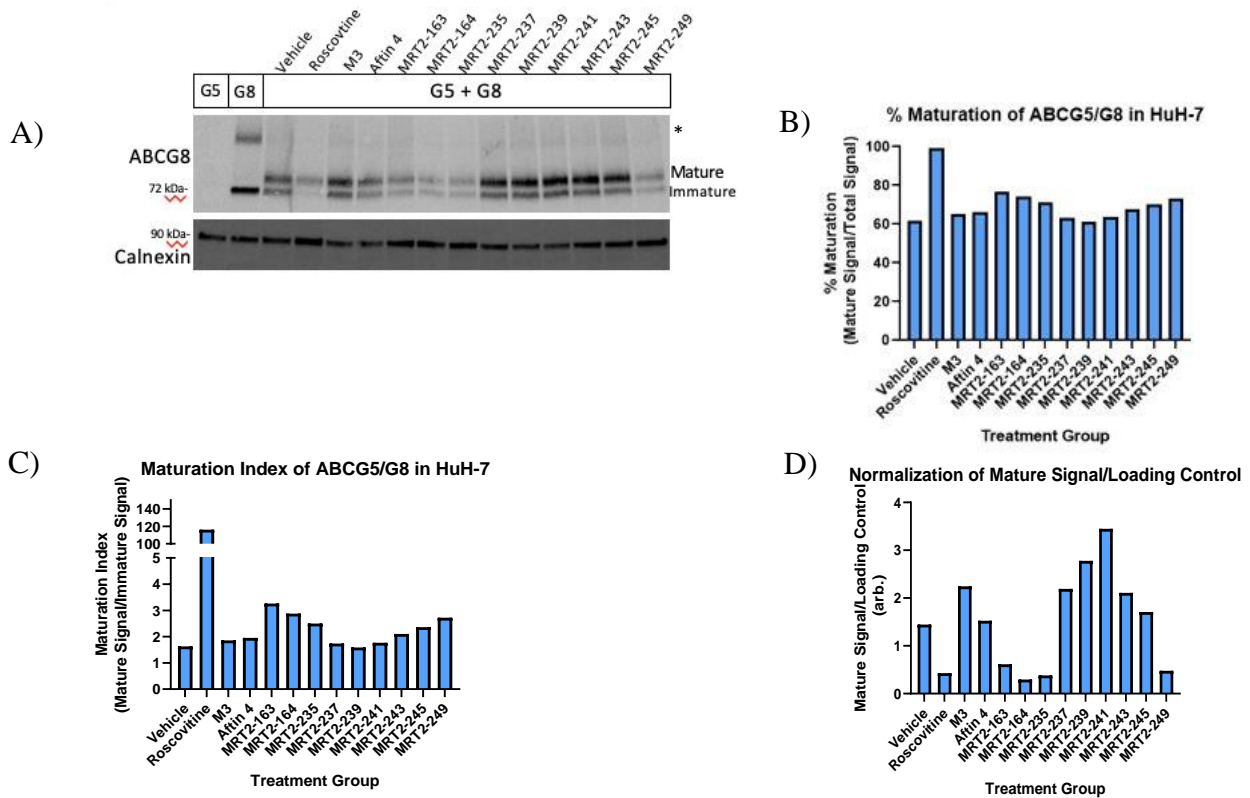 A)
Vehicle
Roscovtine
M3
Aftin 4
MRT2-163
MRT2-164
MRT2-235
MRT2-237
MRT2-239
MRT2-241
MRT2-243
MRT2-245
MRT2-249
G5
G8
G5 + G8
ABCG8
*
Mature
72 kDa-
Immature
90 kDa-
Calnexin
B)
% Maturation of ABCG5/G8 in HuH-7
% Maturation
(Mature Signal/Total Signal)
100
80
60
40
20
0
Vehicle
Roscovitine
M3
Aftin 4
MRT2-163
MRT2-164
MRT2-235
MRT2-237
MRT2-239
MRT2-241
MRT2-243
MRT2-245
MRT2-249
Treatment Group
C)
Maturation Index of ABCG5/G8 in HuH-7
Maturation Index
(Mature Signal/Immature Signal)
140
120
100
5
4
3
2
1
0
Vehicle
Roscovitine
M3
Aftin 4
MRT2-163
MRT2-164
MRT2-235
MRT2-237
MRT2-239
MRT2-241
MRT2-243
MRT2-245
MRT2-249
Treatment Group
D)
Normalization of Mature Signal/Loading Control
Mature Signal/Loading Control
(arb.)
4
3
2
1
0
Vehicle
Roscovitine
M3
Aftin 4
MRT2-163
MRT2-164
MRT2-235
MRT2-237
MRT2-239
MRT2-241
MRT2-243
MRT2-245
MRT2-249
Treatment Group